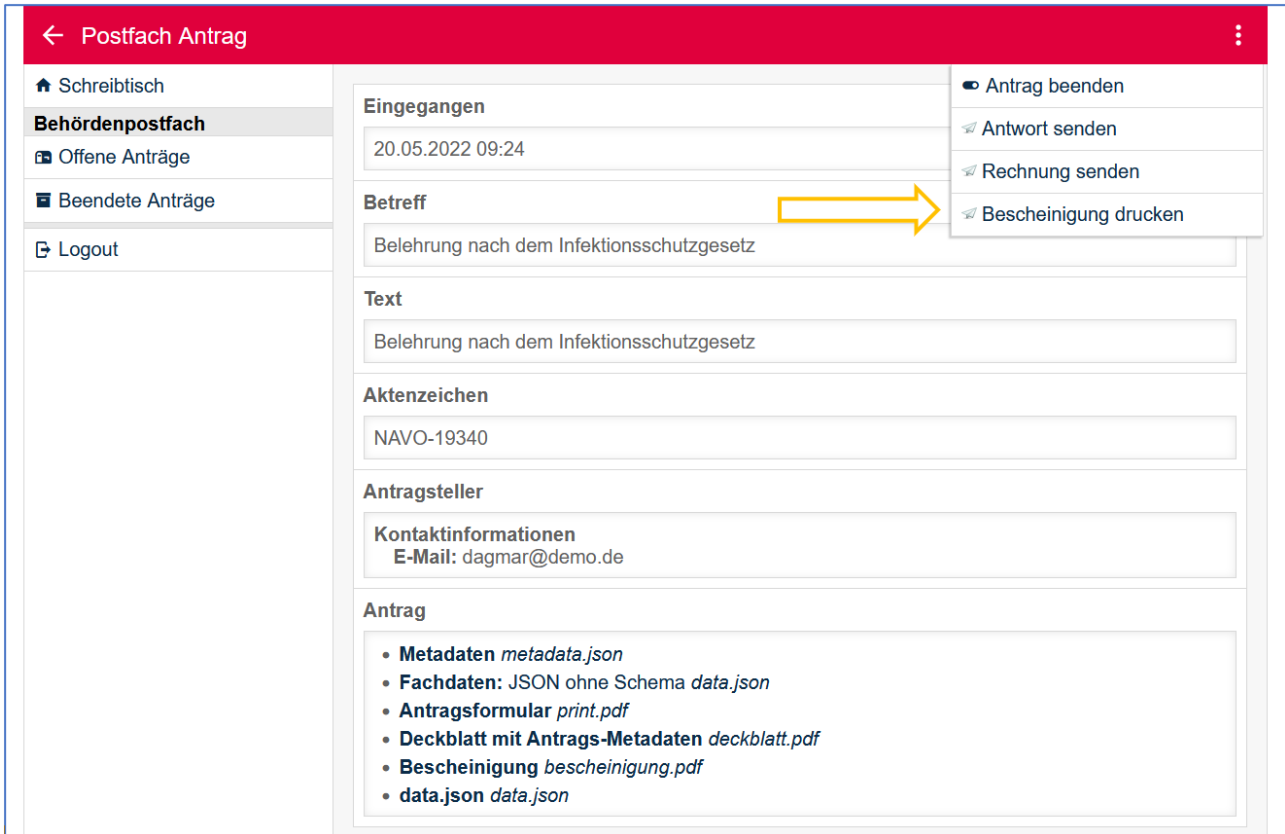 Postfach Antrag
Schreibtisch
Behördenpostfach
Offene Anträge
Beendete Anträge
Logout
Antrag beenden
Antwort senden
Rechnung senden
Bescheinigung drucken
Eingegangen
20.05.2022 09:24
Betreff
Belehrung nach dem Infektionsschutzgesetz
Text
Belehrung nach dem Infektionsschutzgesetz
Aktenzeichen
NAVO-19340
Antragsteller
Kontaktinformationen
E-Mail: dagmar@demo.de
Antrag
• Metadaten metadata.json
• Fachdaten: JSON ohne Schema data.json
• Antragsformular print.pdf
• Deckblatt mit Antrags-Metadaten deckblatt.pdf
• Bescheinigung bescheinigung.pdf
• data.json data.json